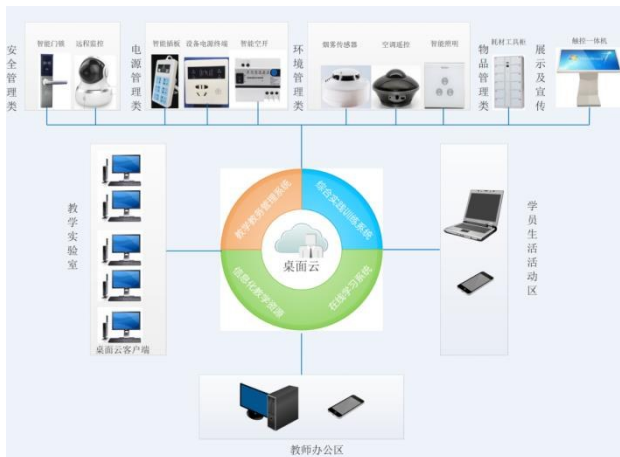 安全管理类
智能门锁
远程监控
电源管理类
智能插板
设备电源终端
智能空开
环境管理类
烟雾传感器
空调遥控
智能照明
物品管理类
耗材工具柜
展示及宣传
触控一体机
教学实验室
桌面云客户端
教学教务管理系统
综合实践训练系统
信息化教学资源
在线学习系统
桌面云
学员生活活动区
教师办公区